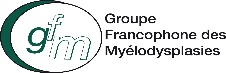 gfm
Groupe
Francophone des
Myélodysplasies